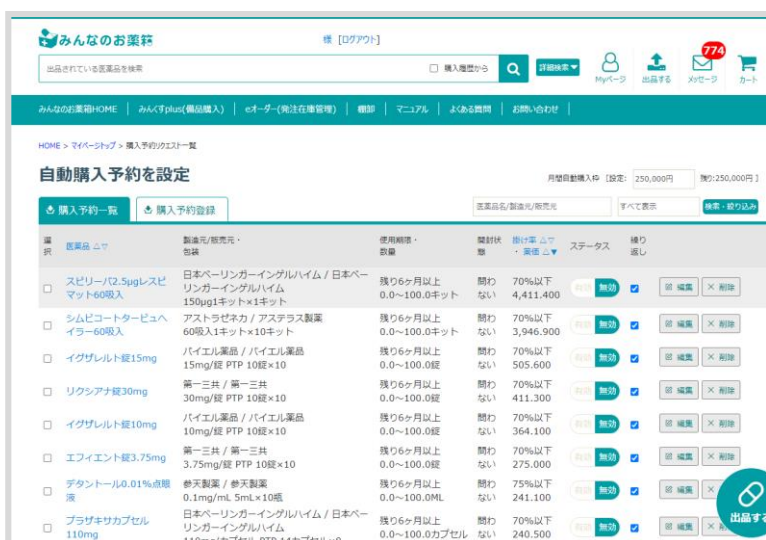 みんなのお薬箱
様 [ログアウト]
出品されている医薬品を検索
購入履歴から
詳細検索▼
Myページ
出品する
774
メッセージ
カート
みんなのお薬箱HOME | みんくすplus(備品購入) | eオーダー(発注在庫管理) | 棚卸 | マニュアル | よくある質問 | お問い合わせ |
HOME > マイページトップ > 購入予約リクエスト一覧
自動購入予約を設定
月間自動購入枠 [設定: 250,000円 残り:250,000円 ]
購入予約一覧
購入予約登録
医薬品名/製造元/販売元
すべて表示
検索・絞り込み
選択
医薬品 △▽
製造元/販売元・
包装
使用期限・
数量
開封状態
掛け率 △▽
・ 薬価 △▼
ステータス
繰り返し
スピリーバ2.5μgレスピ
マット60吸入
日本ベーリンガーインゲルハイム / 日本ベー
リンガーインゲルハイム
150μg1キット×1キット
残り6ヶ月以上
0.0～100.0キット
問わ
ない
70%以下
4,411.400
有効 無効
編集
× 削除
シムビコートタービュヘ
イラー60吸入
アストラゼネカ / アステラス製薬
60吸入1キット×10キット
残り6ヶ月以上
0.0～100.0キット
問わ
ない
70%以下
3,946.900
有効 無効
編集
× 削除
イグザレルト錠15mg
バイエル薬品 / バイエル薬品
15mg/錠 PTP 10錠×10
残り6ヶ月以上
0.0～100.0錠
問わ
ない
70%以下
505.600
有効 無効
編集
× 削除
リクシアナ錠30mg
第一三共 / 第一三共
30mg/錠 PTP 10錠×10
残り6ヶ月以上
0.0～100.0錠
問わ
ない
70%以下
411.300
有効 無効
編集
× 削除
イグザレルト錠10mg
バイエル薬品 / バイエル薬品
10mg/錠 PTP 10錠×10
残り6ヶ月以上
0.0～100.0錠
問わ
ない
70%以下
364.100
有効 無効
編集
× 削除
エフィエント錠3.75mg
第一三共 / 第一三共
3.75mg/錠 PTP 10錠×10
残り6ヶ月以上
0.0～100.0錠
問わ
ない
70%以下
275.000
有効 無効
編集
× 削除
デタントール0.01%点眼
液
参天製薬 / 参天製薬
0.1mg/mL 5mL×10瓶
残り6ヶ月以上
0.0～100.0ML
問わ
ない
75%以下
241.100
有効 無効
編集
×
プラザキサカプセル
110mg
日本ベーリンガーインゲルハイム / 日本ベー
リンガーインゲルハイム
残り6ヶ月以上
0.0～100.0カプセル
問わ
ない
70%以下
240.500
有効 無効
編集
×
出品する